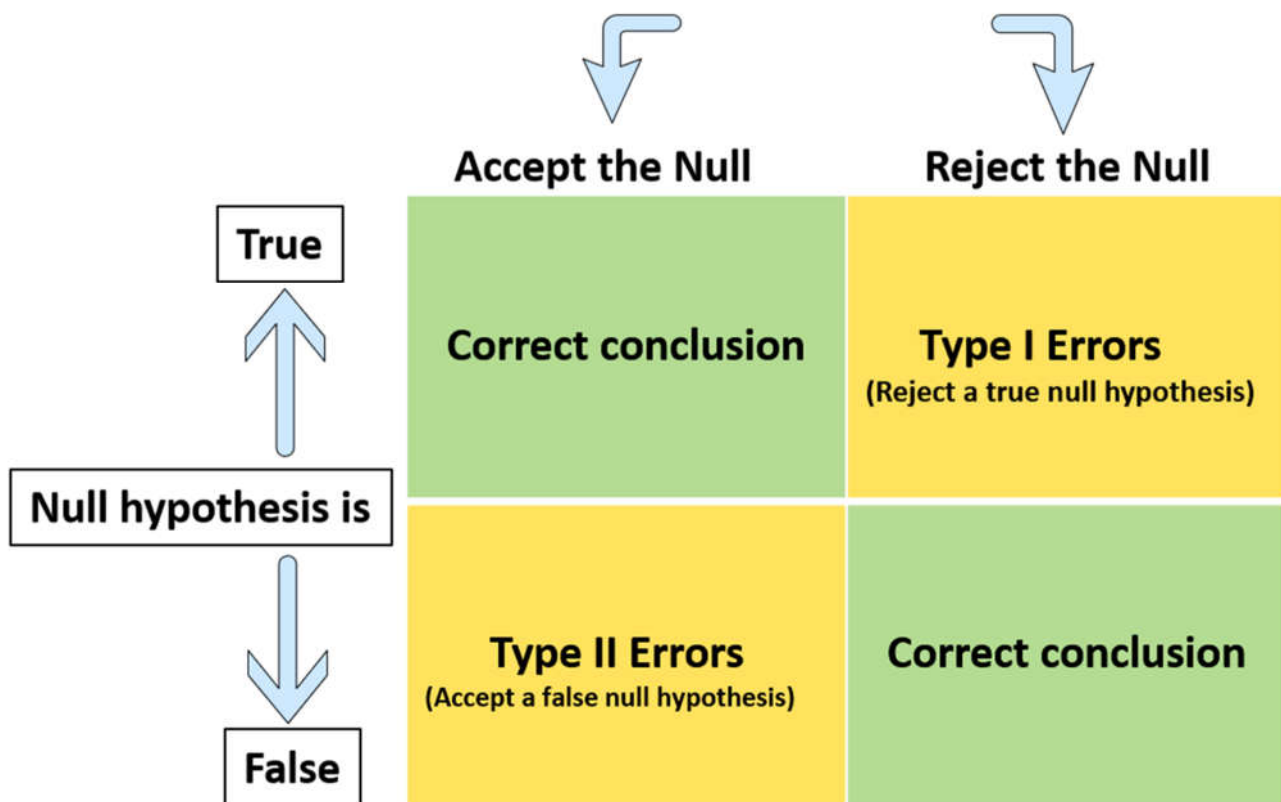 Accept the Null
Reject the Null
True
Correct conclusion
Type I Errors
(Reject a true null hypothesis)
Null hypothesis is
Type II Errors
(Accept a false null hypothesis)
Correct conclusion
False